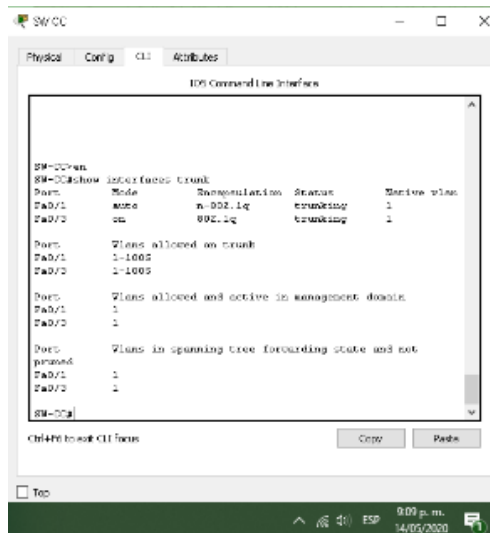 SW CC
Physical Config CLI Attributes
IOS Command Line Interface
SW-CC>en
SW-CC#show interfaces trunk
Port Mode Encapsulation Status Native vlan
Fa0/1 auto n-802.1q trunking 1
Fa0/3 on 802.1q trunking 1
Port Vlans allowed on trunk
Fa0/1 1-1005
Fa0/3 1-1005
Port Vlans allowed and active in management domain
Fa0/1 1
Fa0/3 1
Port Vlans in spanning tree forwarding state and not
pruned
Fa0/1 1
Fa0/3 1
SW-CC#
Ctrl+F6 to exit CLI focus
Copy Paste
Top
ESP 9:09 p. m.
14/05/2020